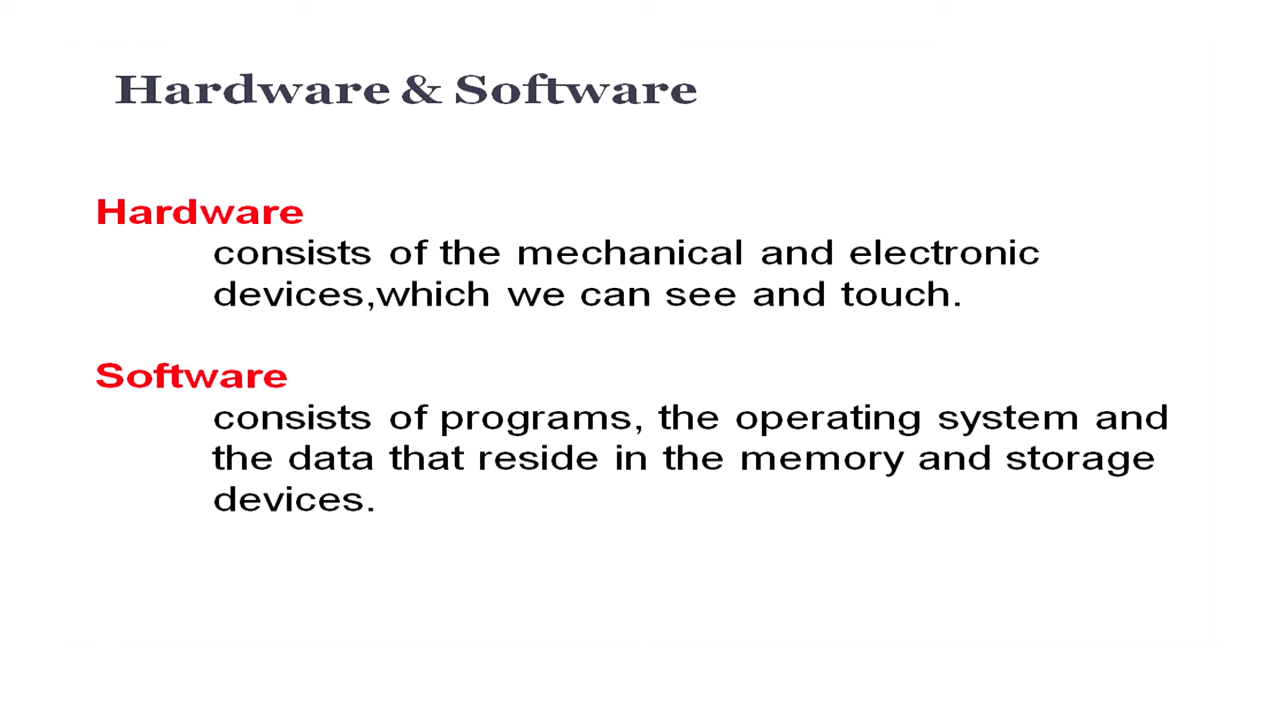 Hardware & Software
Hardware
consists of the mechanical and electronic
devices,which we can see and touch.
Software
consists of programs, the operating system and
the data that reside in the memory and storage
devices.